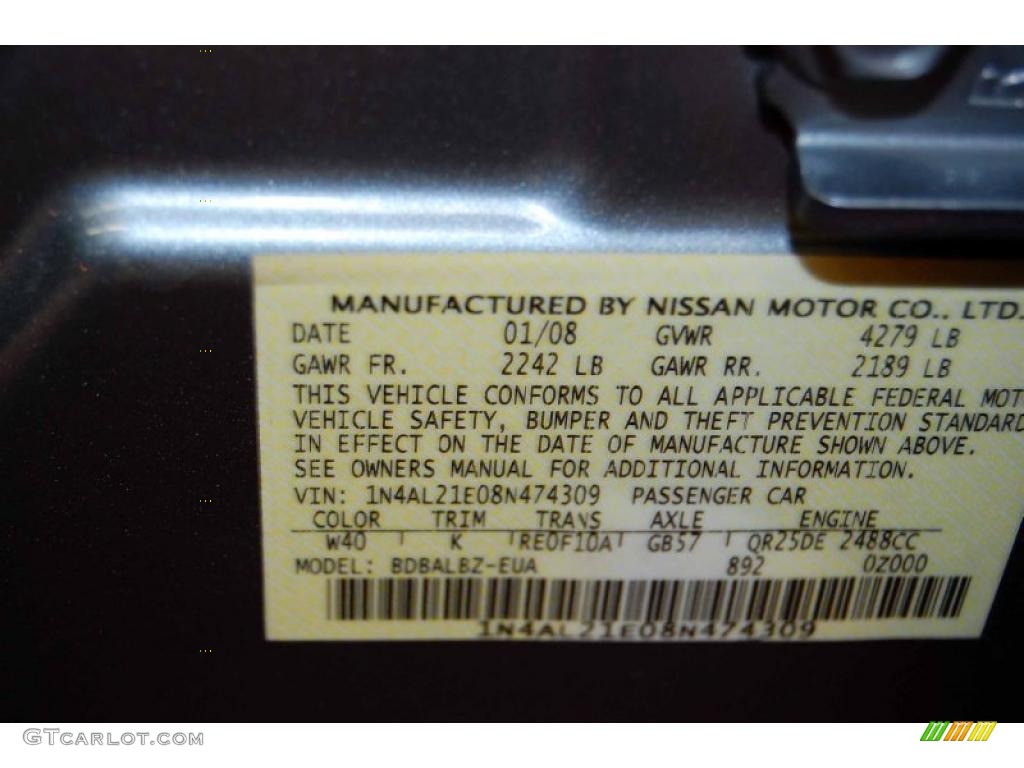 MANUFACTURED BY NISSAN MOTOR CO., LTD.
DATE 01/08 GVWR 4279 LB
GAWR FR. 2242 LB GAWR RR. 2189 LB
THIS VEHICLE CONFORMS TO ALL APPLICABLE FEDERAL MOT
VEHICLE SAFETY, BUMPER AND THEFT PREVENTION STANDARD
IN EFFECT ON THE DATE OF MANUFACTURE SHOWN ABOVE.
SEE OWNERS MANUAL FOR ADDITIONAL INFORMATION.
VIN: 1N4AL21E08N474309 PASSENGER CAR
COLOR TRIM TRANS AXLE ENGINE
W40 K RE0F10A GB57 QR25DE 2488CC
MODEL: BDBALBZ-EUA 892 0Z000
1N4AL21E08N474309
GTCARLOT.COM